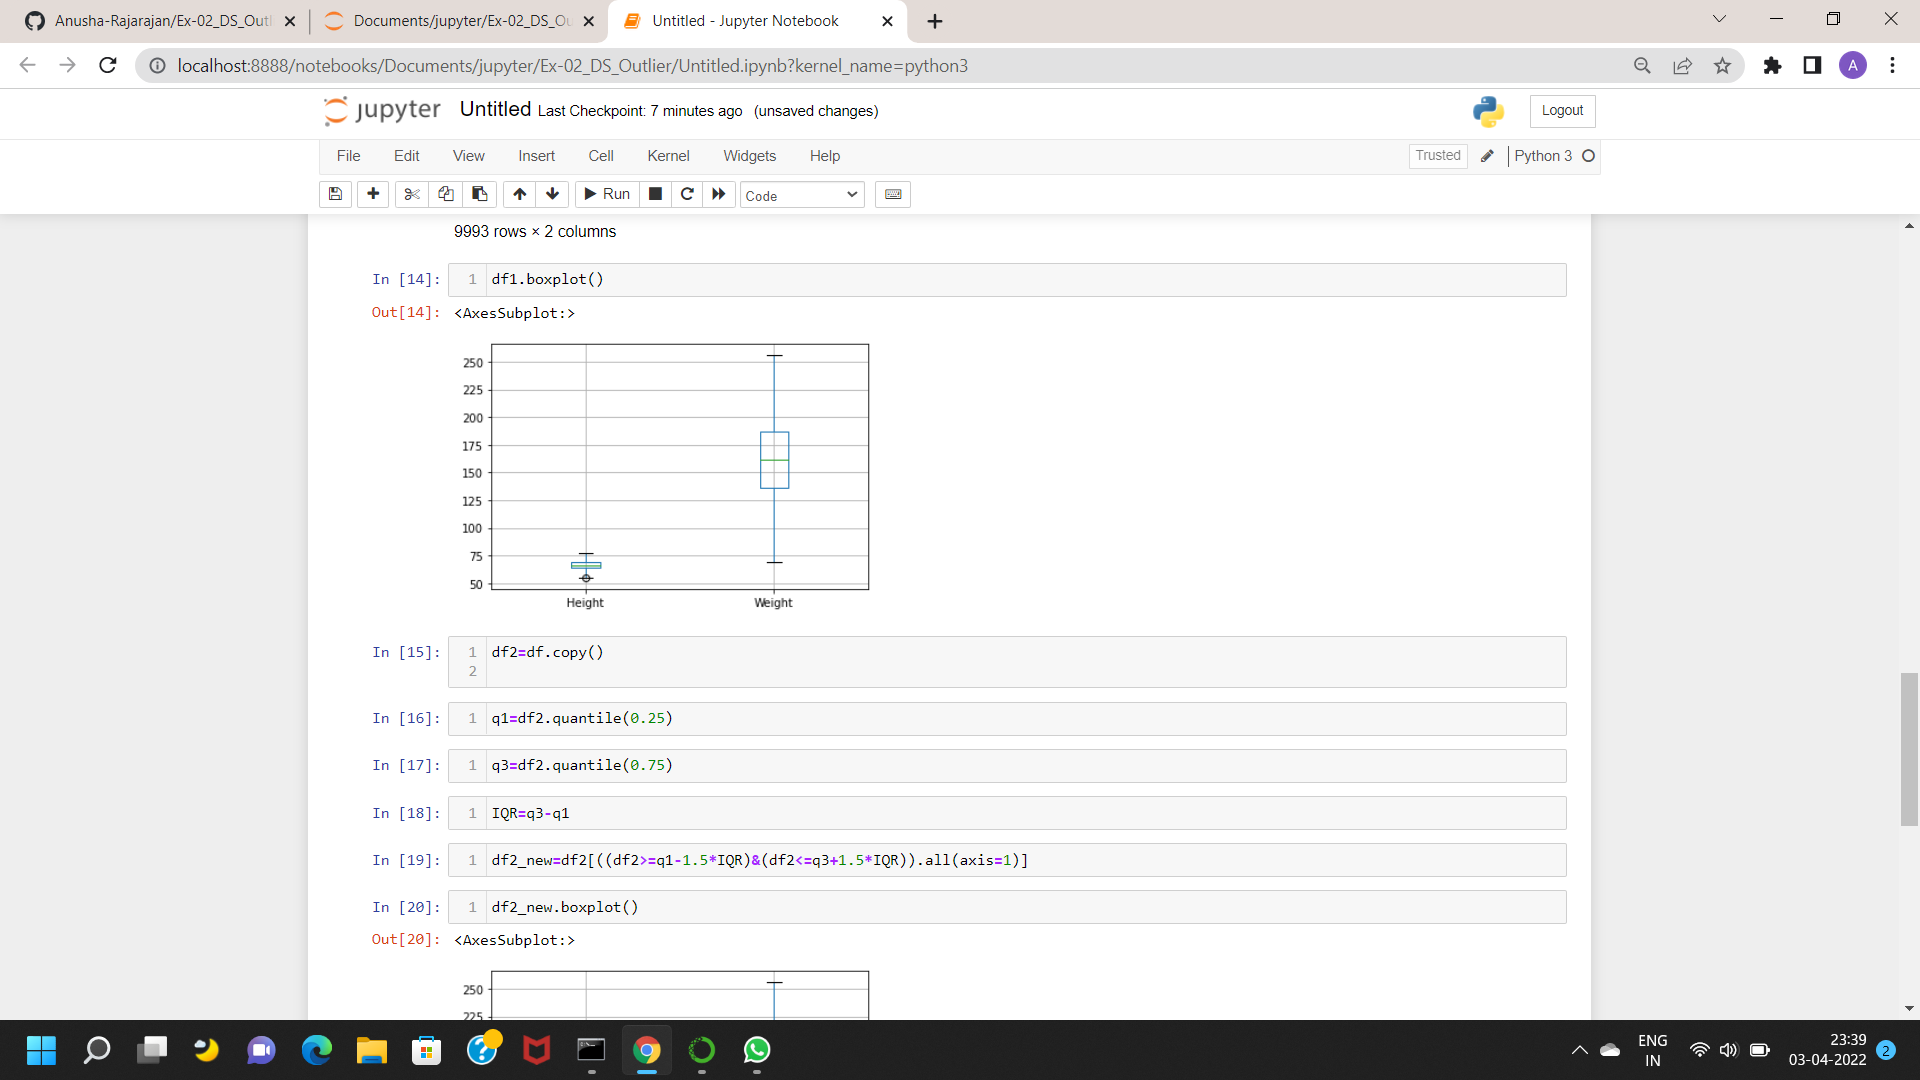 Anusha-Rajarajan/Ex-02_DS_Outl
Documents/jupyter/Ex-02_DS_Ou
Untitled - Jupyter Notebook
localhost:8888/notebooks/Documents/jupyter/Ex-02_DS_Outlier/Untitled.ipynb?kernel_name=python3
A
jupyter Untitled Last Checkpoint: 7 minutes ago (unsaved changes)
Logout
File Edit View Insert Cell Kernel Widgets Help
Trusted
Python 3
Run
Code
9993 rows × 2 columns
In [14]: 1 df1.boxplot()
Out[14]: <AxesSubplot:>
250
225
200
175
150
125
100
75
50
Height Weight
In [15]: 1 df2=df.copy()
2
In [16]: 1 q1=df2.quantile(0.25)
In [17]: 1 q3=df2.quantile(0.75)
In [18]: 1 IQR=q3-q1
In [19]: 1 df2_new=df2[((df2>=q1-1.5*IQR)&(df2<=q3+1.5*IQR)).all(axis=1)]
In [20]: 1 df2_new.boxplot()
Out[20]: <AxesSubplot:>
250
225
ENG
IN
23:39
03-04-2022
2